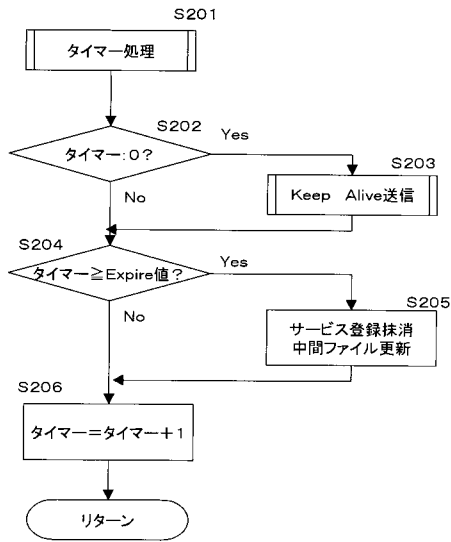 S201
タイマー処理
S202
タイマー:0?
Yes
No
S203
Keep Alive送信
S204
タイマー≧Expire値?
Yes
No
S205
サービス登録抹消
中間ファイル更新
S206
タイマー=タイマー+1
リターン